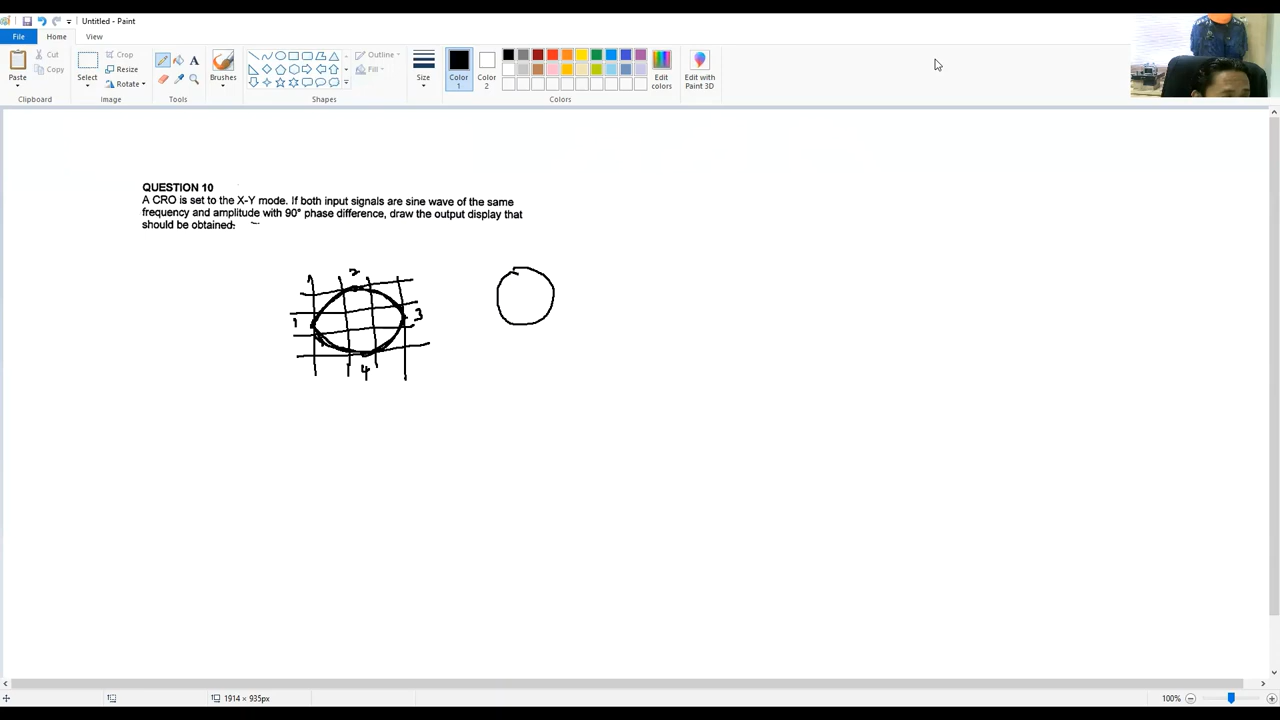 Untitled - Paint
File Home View
Cut
Copy
Paste
Clipboard
Select
Crop
Resize
Rotate
Image
Tools
Brushes
Shapes
Outline
Fill
Size
Color 1
Color 2
Colors
Edit colors
Edit with Paint 3D
QUESTION 10
A CRO is set to the X-Y mode. If both input signals are sine wave of the same
frequency and amplitude with 90° phase difference, draw the output display that
should be obtained.
2
1
3
4
1914 × 935px
100%